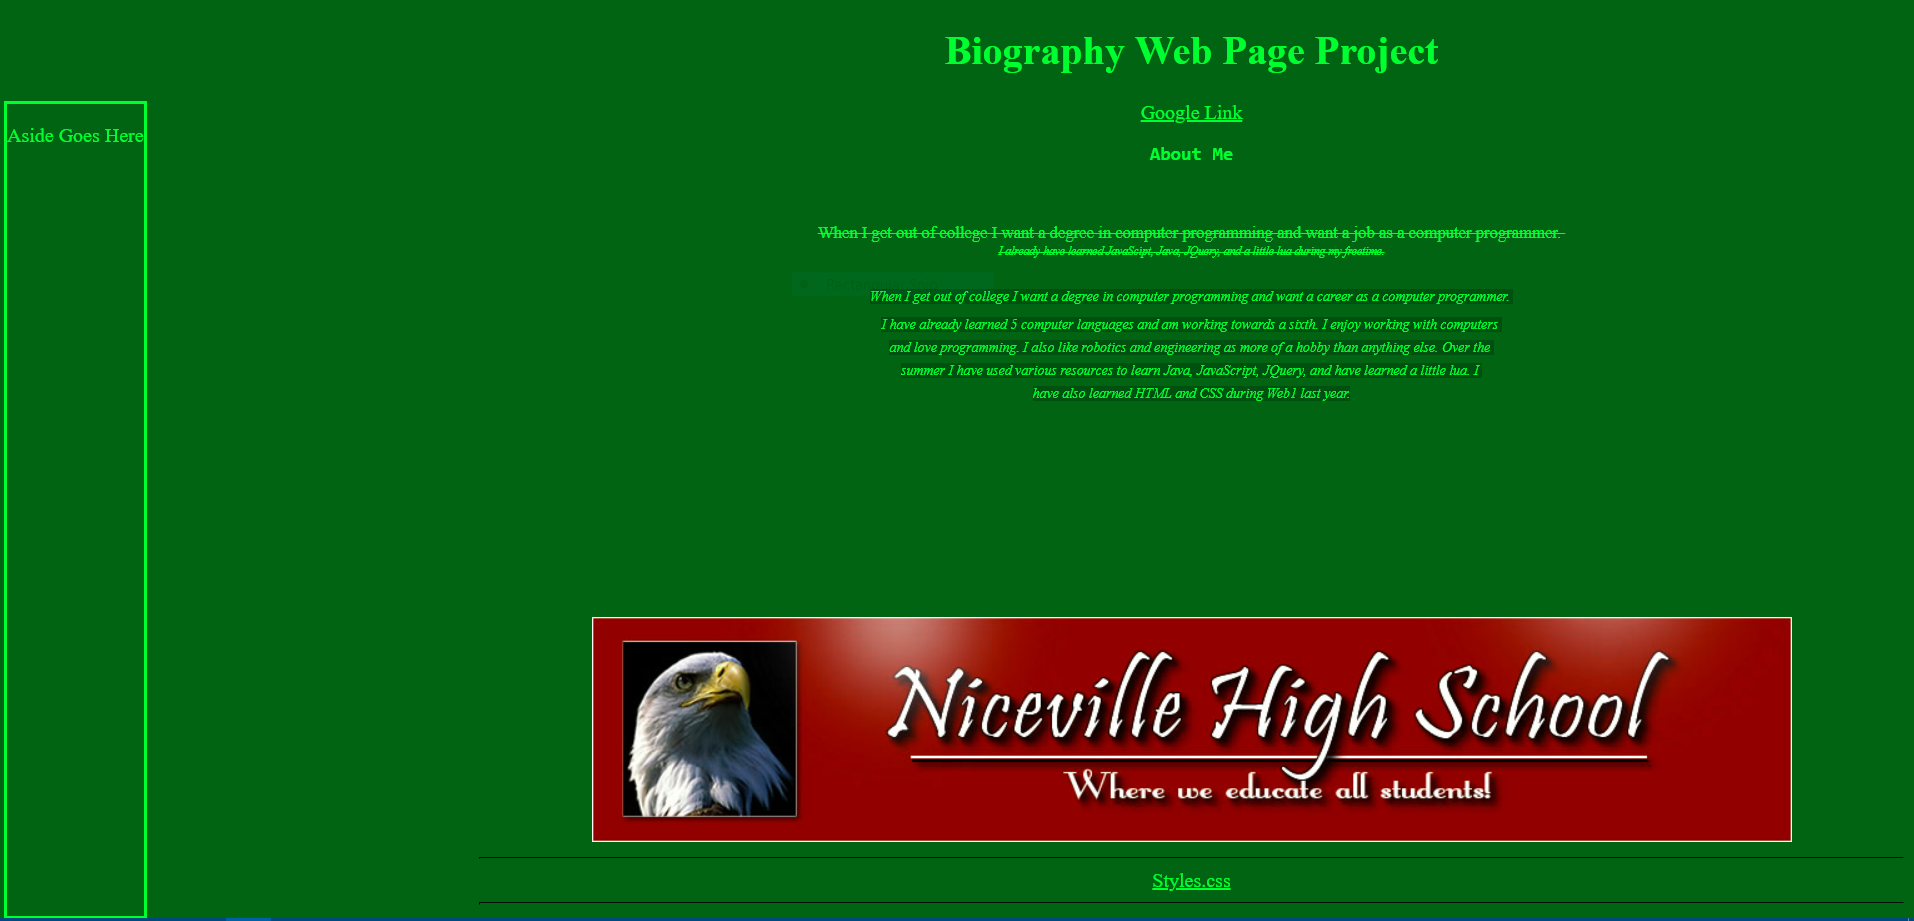 Biography Web Page Project
Aside Goes Here
Google Link
About Me
When I get out of college I want a degree in computer programming and want a job as a computer programmer.
I already have learned JavaScipt, Java, JQuery, and a little lua during my freetime.
When I get out of college I want a degree in computer programming and want a career as a computer programmer.
I have already learned 5 computer languages and am working towards a sixth. I enjoy working with computers
and love programming. I also like robotics and engineering as more of a hobby than anything else. Over the
summer I have used various resources to learn Java, JavaScript, JQuery, and have learned a little lua. I
have also learned HTML and CSS during Web1 last year.
Niceville High School
Where we educate all students!
Styles.css